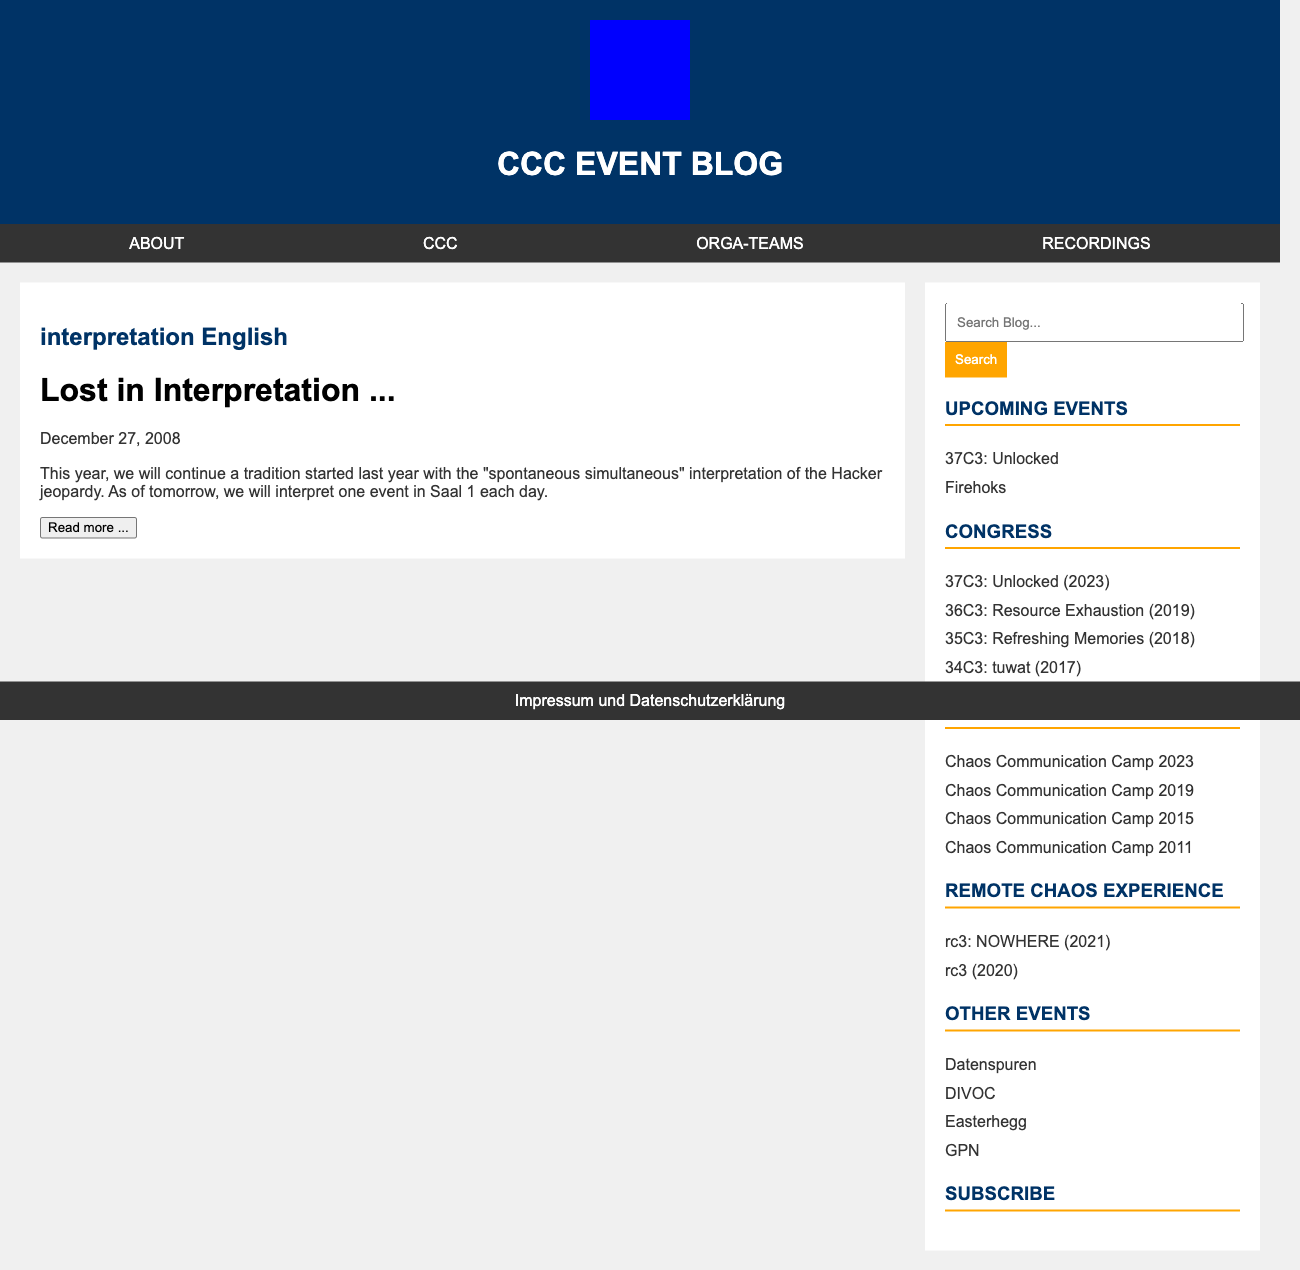 CCC EVENT BLOG
ABOUT
CCC
ORGA-TEAMS
RECORDINGS
interpretation English
Lost in Interpretation ...
December 27, 2008
This year, we will continue a tradition started last year with the "spontaneous simultaneous" interpretation of the Hacker
jeopardy. As of tomorrow, we will interpret one event in Saal 1 each day.
Read more ...
Search Blog...
Search
UPCOMING EVENTS
37C3: Unlocked
Firehoks
CONGRESS
37C3: Unlocked (2023)
36C3: Resource Exhaustion (2019)
35C3: Refreshing Memories (2018)
34C3: tuwat (2017)
Impressum und Datenschutzerklärung
Chaos Communication Camp 2023
Chaos Communication Camp 2019
Chaos Communication Camp 2015
Chaos Communication Camp 2011
REMOTE CHAOS EXPERIENCE
rc3: NOWHERE (2021)
rc3 (2020)
OTHER EVENTS
Datenspuren
DIVOC
Easterhegg
GPN
SUBSCRIBE